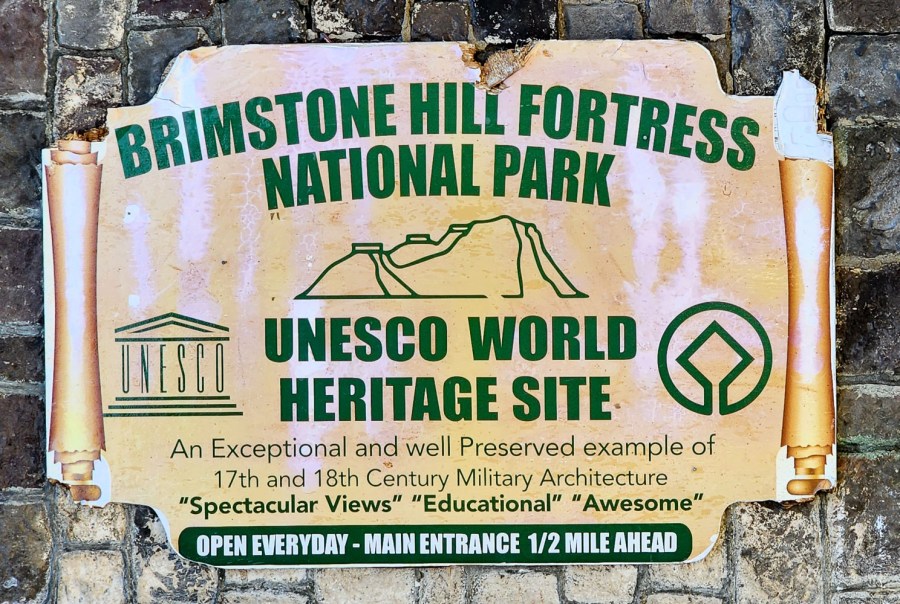 BRIMSTONE HILL FORTRESS
NATIONAL PARK
UNESCO
UNESCO WORLD
HERITAGE SITE
An Exceptional and well Preserved example of
17th and 18th Century Military Architecture
“Spectacular Views” “Educational” “Awesome”
OPEN EVERYDAY - MAIN ENTRANCE 1/2 MILE AHEAD